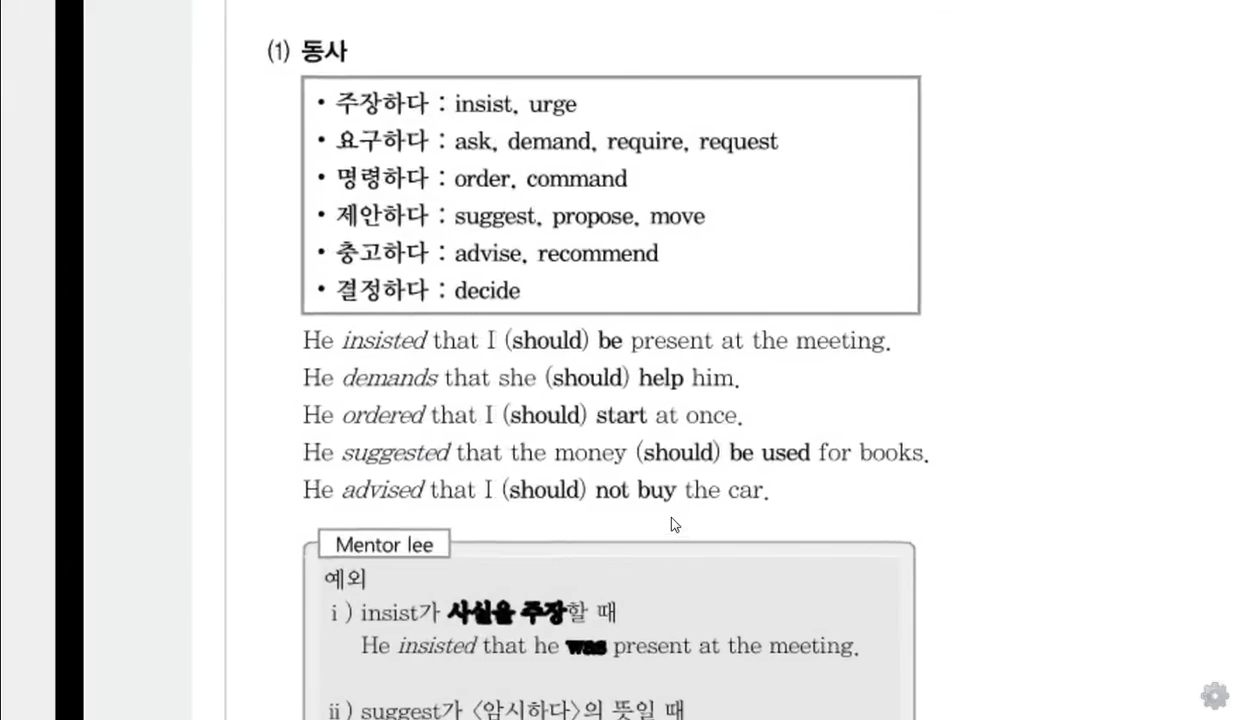 (1) 동사
• 주장하다 : insist, urge
• 요구하다 : ask, demand, require, request
• 명령하다 : order, command
• 제안하다 : suggest, propose, move
• 충고하다 : advise, recommend
• 결정하다 : decide
He insisted that I (should) be present at the meeting.
He demands that she (should) help him.
He ordered that I (should) start at once.
He suggested that the money (should) be used for books.
He advised that I (should) not buy the car.
Mentor lee
예외
ⅰ) insist가 사실을 주장할 때
He insisted that he was present at the meeting.
ⅱ) suggest가 〈암시하다〉의 뜻일 때